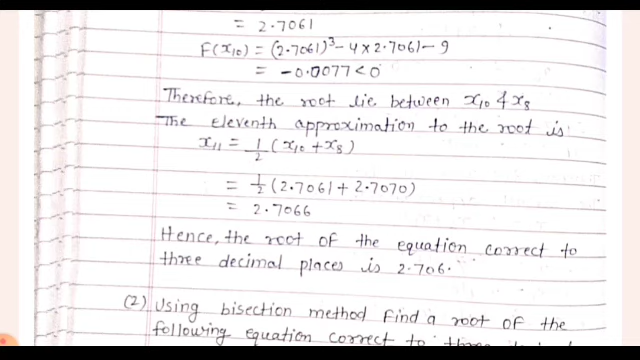 = 2.7061
F(x10) = (2.7061)³ - 4 x 2.7061 - 9
= -0.0077 < 0
Therefore, the root lie between x10 & x8
The eleventh approximation to the root is
x11 = 1/2 (x10 + x8)
= 1/2 (2.7061 + 2.7070)
= 2.7066
Hence, the root of the equation correct to
three decimal places is 2.706.
(2) Using bisection method find a root of the
following equation correct to three